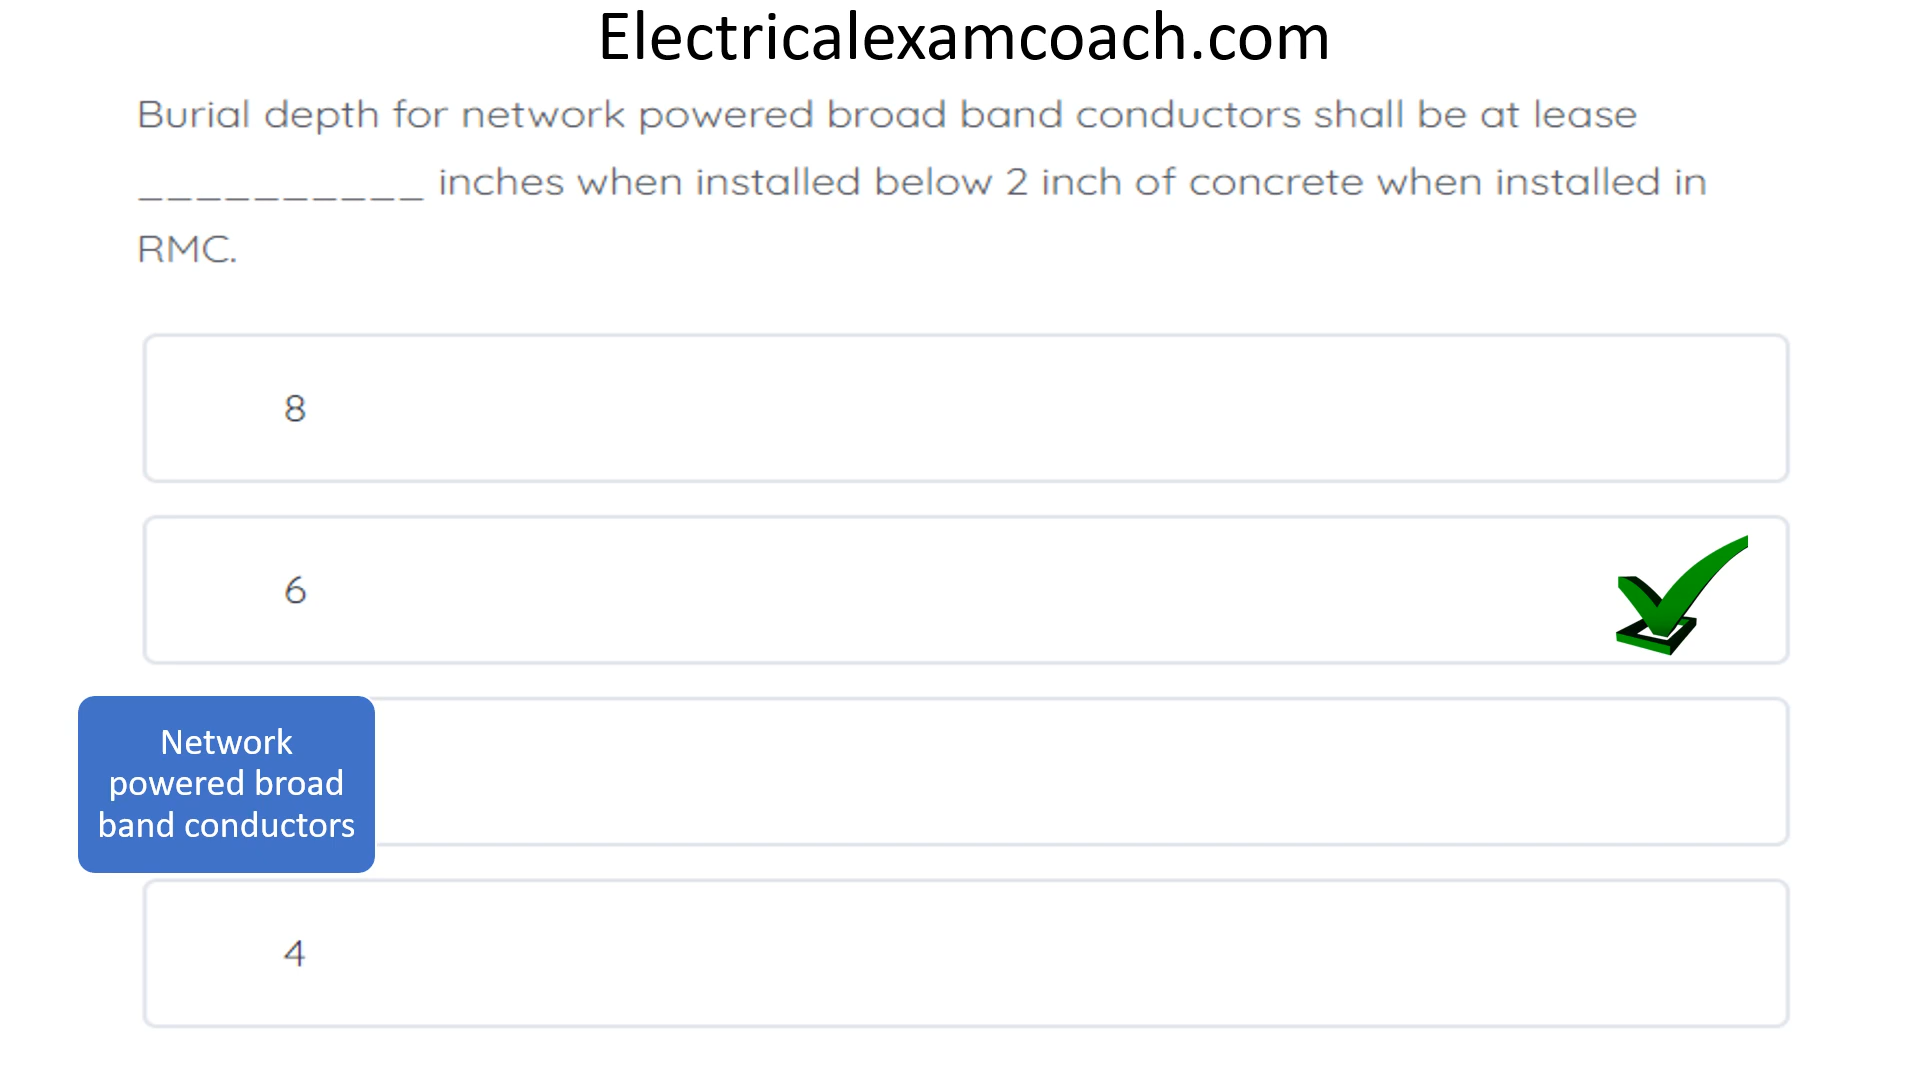 Electricalexamcoach.com
Burial depth for network powered broad band conductors shall be at lease
__________ inches when installed below 2 inch of concrete when installed in
RMC.
8
6
Network
powered broad
band conductors
4